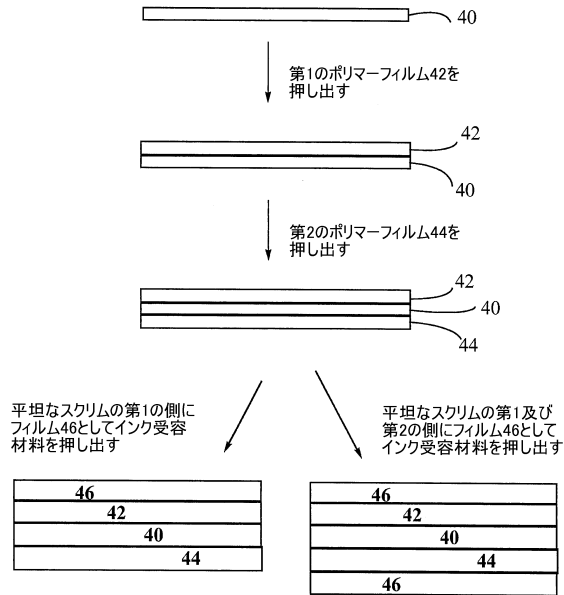 40
第1のポリマーフィルム42を
押し出す
42
40
第2のポリマーフィルム44を
押し出す
42
40
44
平坦なスクリムの第1の側に
フィルム46としてインク受容
材料を押し出す
平坦なスクリムの第1及び
第2の側にフィルム46として
インク受容材料を押し出す
46
42
40
44
46
42
40
44
46